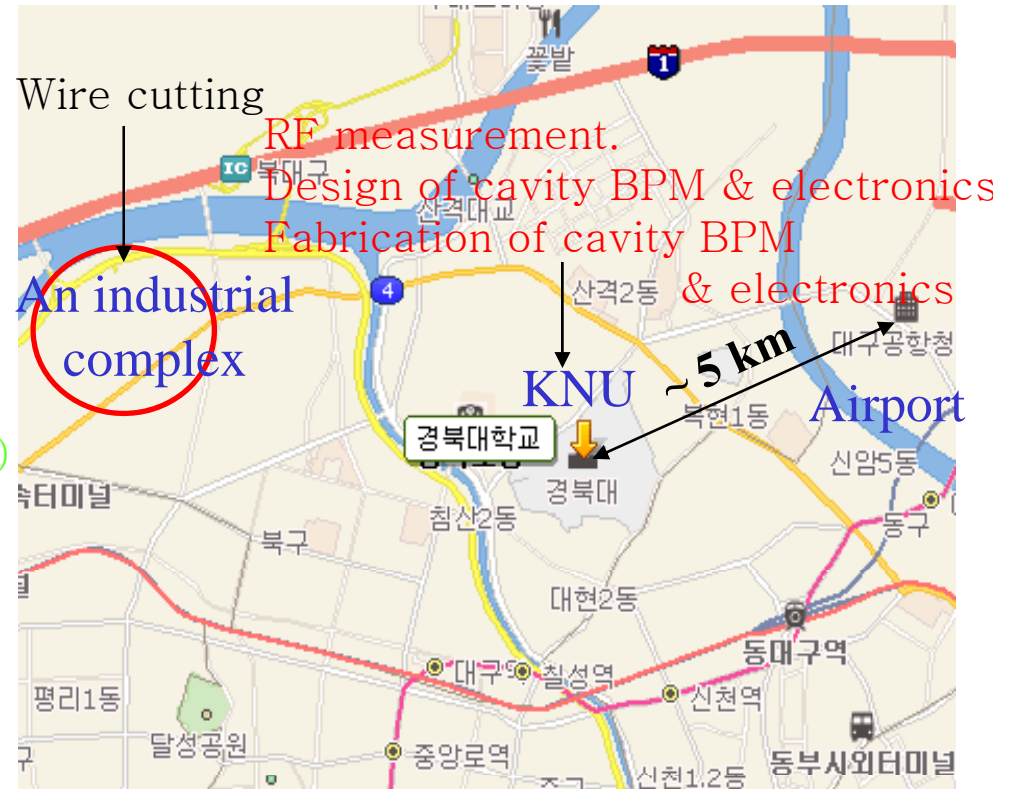 꽃밭
1
Wire cutting
RF measurement.
IC 북대구
Design of cavity BPM & electronics
산격대교
Fabrication of cavity BPM
& electronics
An industrial
complex
4
산격2동
대구공항청
~ 5 km
KNU
Airport
복현1동
경북대학교
신암5동
)
속터미널
경북대
침산2동
동구
북구
대현2동
동대구역
대구역
칠성역
신천역
평리1동
달성공원
중앙로역
동부시외터미널
신천1.2동